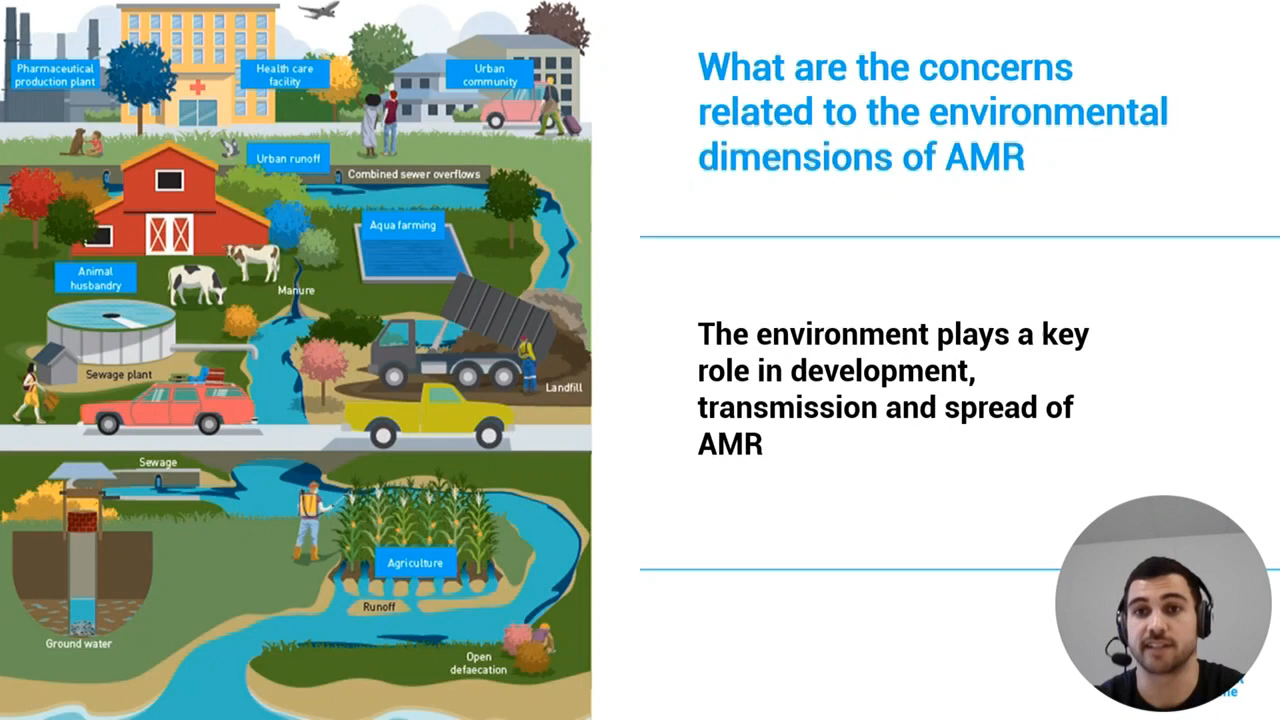 Pharmaceutical
production plant
Health care
facility
Urban
community
Urban runoff
Combined sewer overflows
Aqua farming
Animal
husbandry
Manure
Sewage plant
Landfill
Sewage
Agriculture
Runoff
Ground water
Open
defaecation
What are the concerns
related to the environmental
dimensions of AMR
The environment plays a key
role in development,
transmission and spread of
AMR